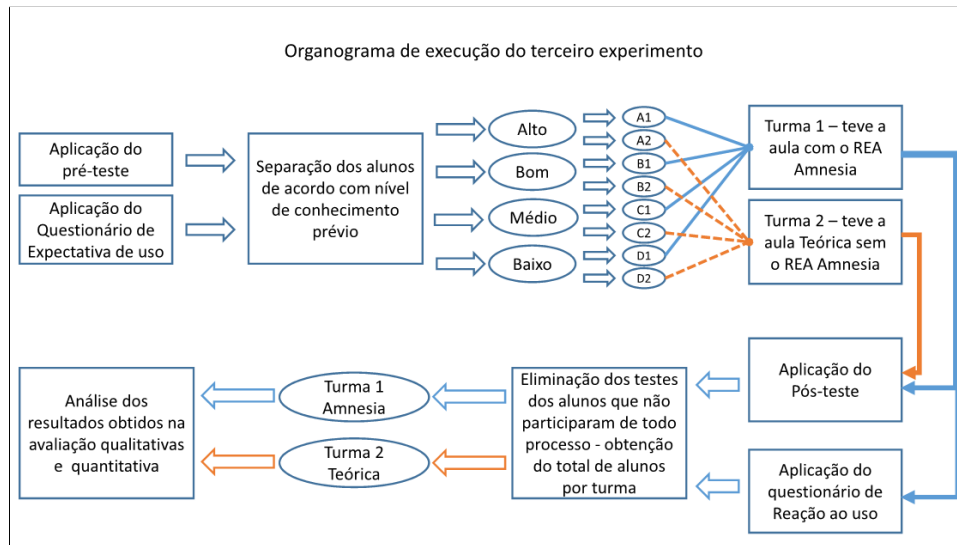 Organograma de execução do terceiro experimento
Aplicação do
pré-teste
Aplicação do
Questionário de
Expectativa de uso
Separação dos alunos
de acordo com nível
de conhecimento
prévio
Alto
Bom
Médio
Baixo
A1
A2
B1
B2
C1
C2
D1
D2
Turma 1 – teve a
aula com o REA
Amnesia
Turma 2 – teve a
aula Teórica sem
o REA Amnesia
Análise dos
resultados obtidos na
avaliação qualitativas
e quantitativa
Turma 1
Amnesia
Turma 2
Teórica
Eliminação dos testes
dos alunos que não
participaram de todo
processo - obtenção
do total de alunos
por turma
Aplicação do
Pós-teste
Aplicação do
questionário de
Reação ao uso